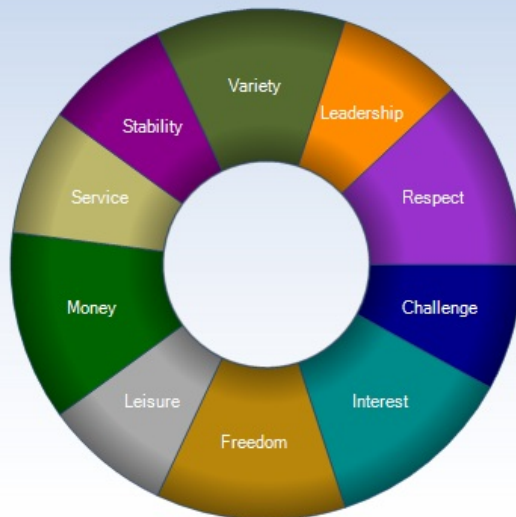 Variety
Leadership
Stability
Respect
Service
Money
Challenge
Leisure
Interest
Freedom